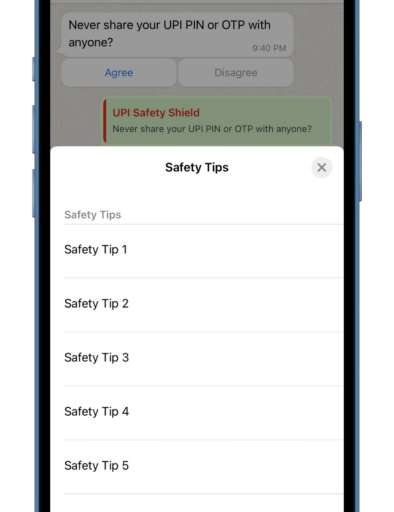 Never share your UPI PIN or OTP with
anyone?
9:40 PM
Agree
Disagree
UPI Safety Shield
Never share your UPI PIN or OTP with anyone?
Safety Tips
Safety Tips
Safety Tip 1
Safety Tip 2
Safety Tip 3
Safety Tip 4
Safety Tip 5